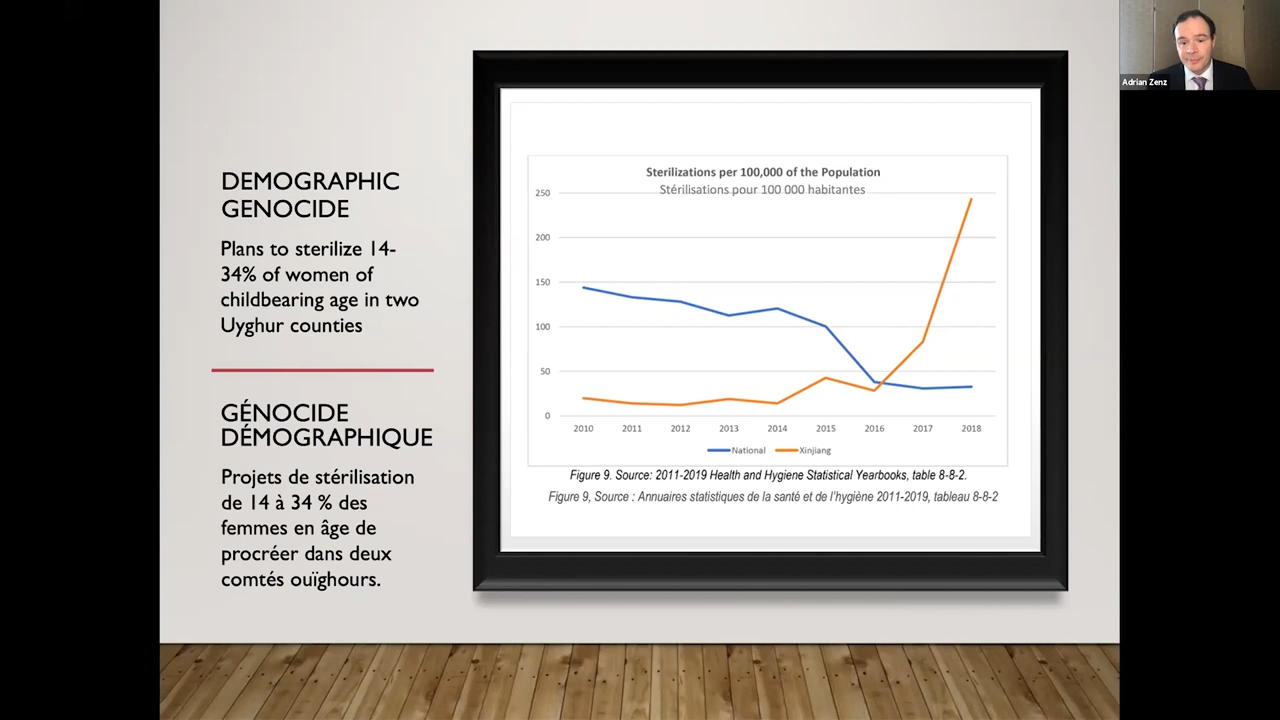 Adrian Zenz
DEMOGRAPHIC
GENOCIDE
Plans to sterilize 14-
34% of women of
childbearing age in two
Uyghur counties
GÉNOCIDE
DÉMOGRAPHIQUE
Projets de stérilisation
de 14 à 34 % des
femmes en âge de
procréer dans deux
comtés ouïghours.
Sterilizations per 100,000 of the Population
Stérilisations pour 100 000 habitantes
250
200
150
100
50
0
2010 2011 2012 2013 2014 2015 2016 2017 2018
National Xinjiang
Figure 9. Source: 2011-2019 Health and Hygiene Statistical Yearbooks, table 8-8-2.
Figure 9, Source : Annuaires statistiques de la santé et de l'hygiène 2011-2019, tableau 8-8-2